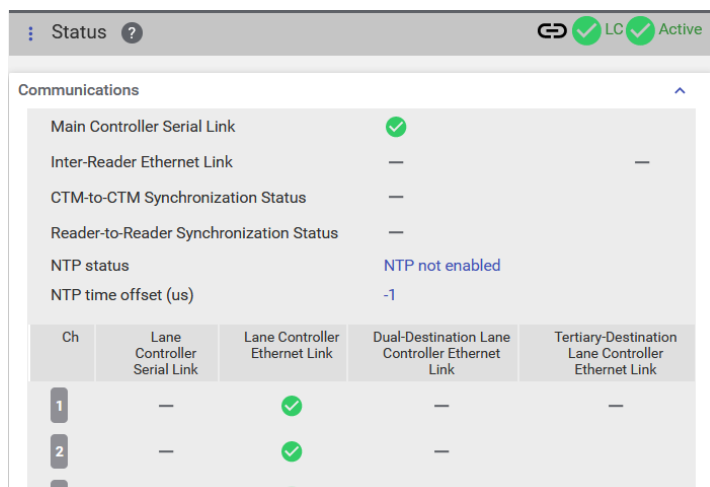 Status ? LC Active
Communications
Main Controller Serial Link
Inter-Reader Ethernet Link — —
CTM-to-CTM Synchronization Status —
Reader-to-Reader Synchronization Status —
NTP status NTP not enabled
NTP time offset (us) -1
Ch
Lane
Controller
Serial Link
Lane Controller
Ethernet Link
Dual-Destination Lane
Controller Ethernet
Link
Tertiary-Destination
Lane Controller
Ethernet Link
1 — — —
2 — —